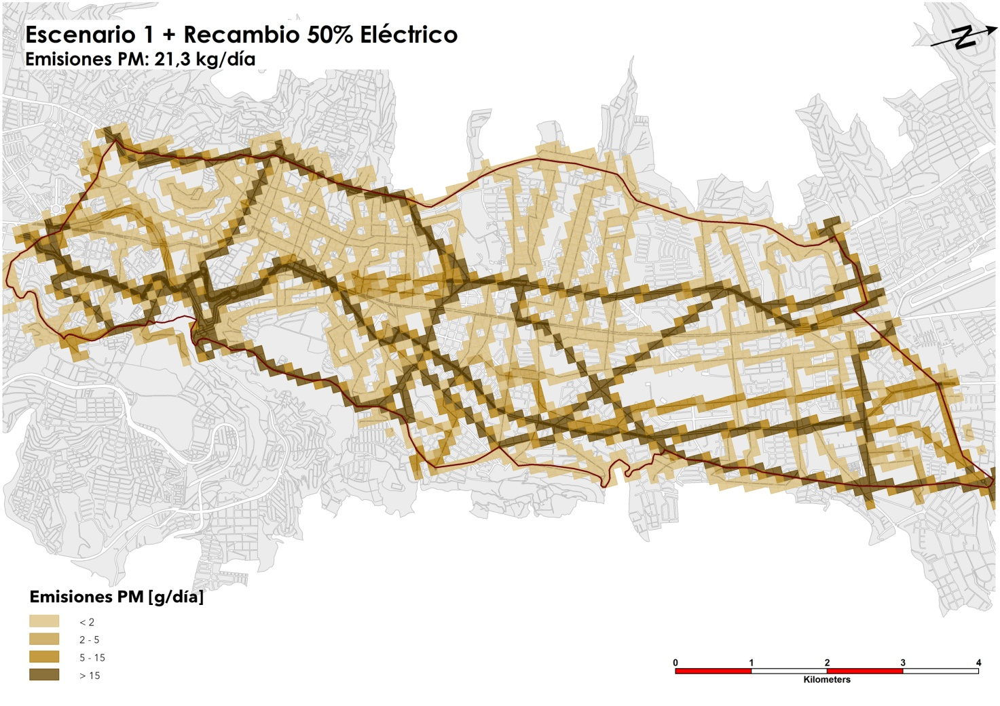 Escenario 1 + Recambio 50% Eléctrico
Emisiones PM: 21,3 kg/día
N
Emisiones PM [g/día]
< 2
2 - 5
5 - 15
> 15
0 1 2 3 4
Kilometers